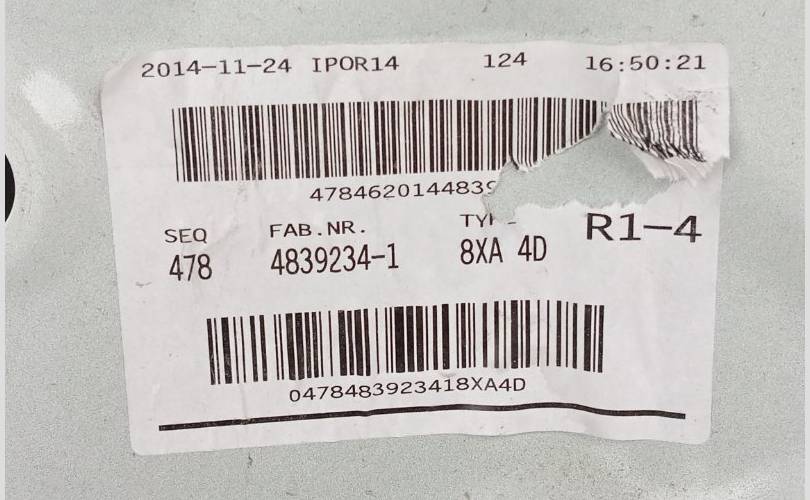 2014-11-24 IPOR14 124 16:50:21
SEQ FAB.NR. R1-4
478 4839234-1 8XA 4D
0478483923418XA4D